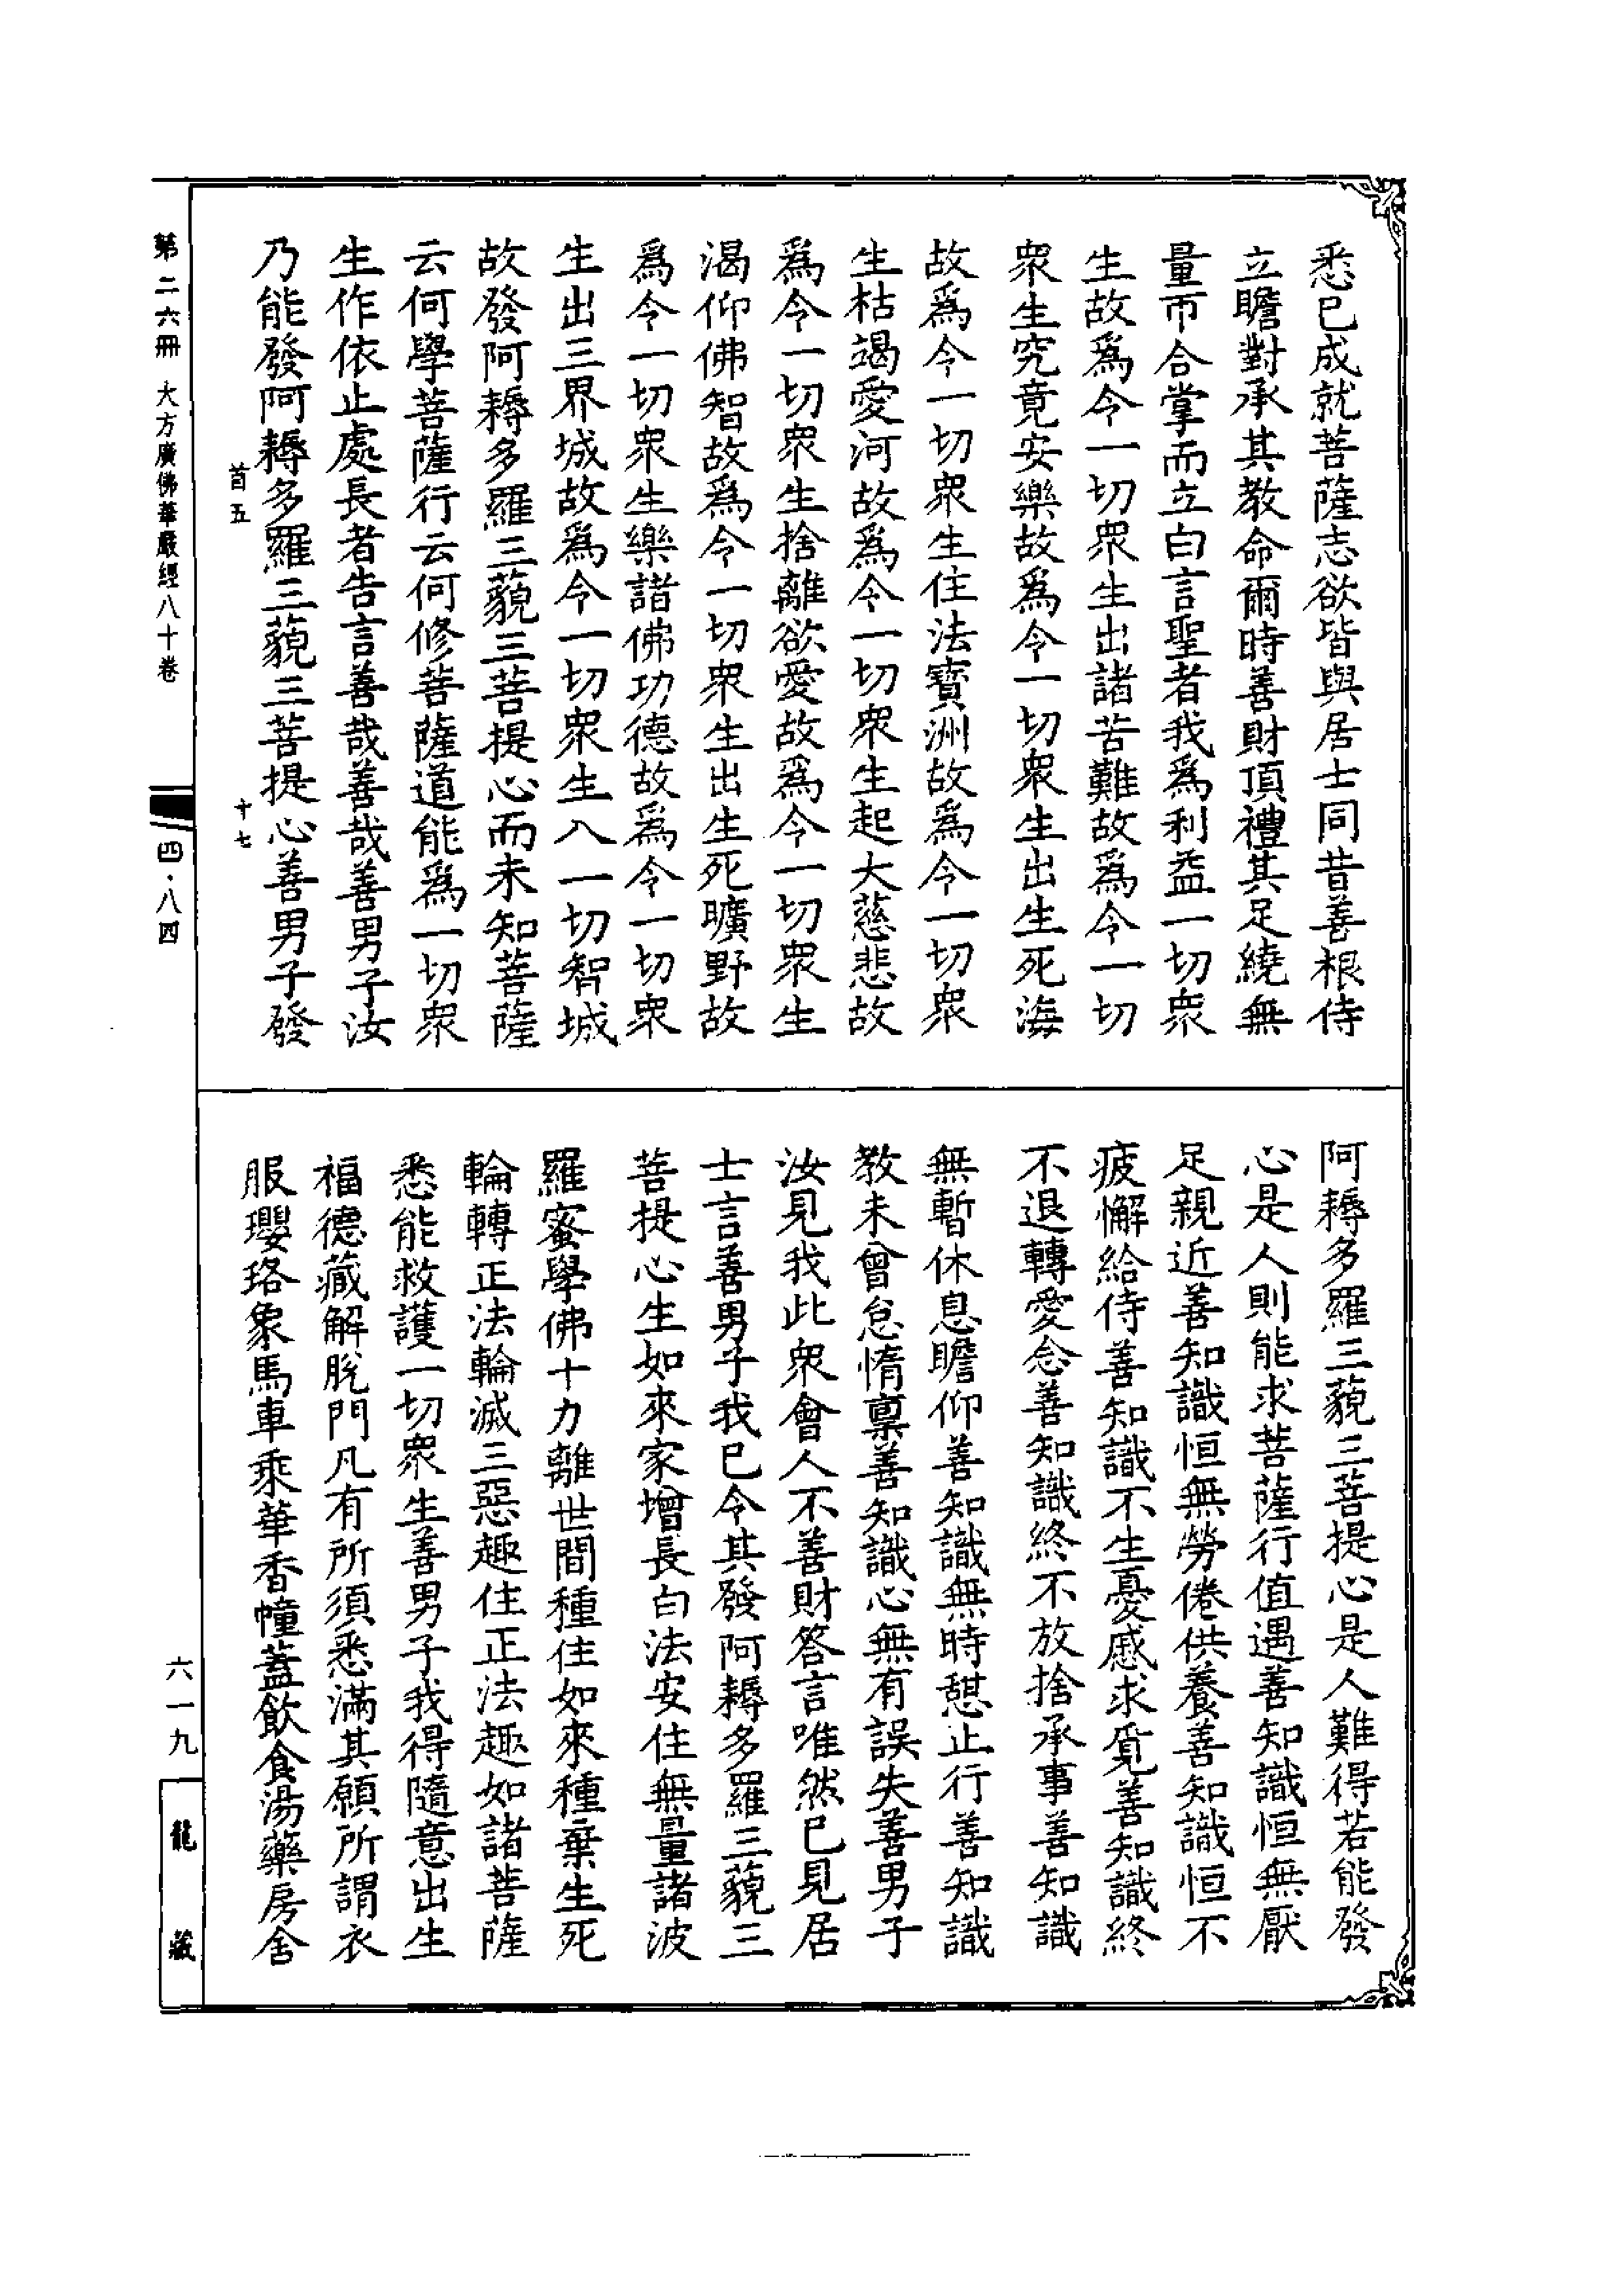 悉已成就菩薩志欲皆與居士同昔善根侍
立瞻對承其教命爾時善財頂禮其足繞無
量帀合掌而立白言聖者我爲利益一切衆
生故爲令一切衆生出諸苦難故爲令一切
衆生究竟安樂故爲令一切衆生出生死海
故爲令一切衆生住法寶洲故爲令一切衆
生枯竭愛河故爲令一切衆生起大慈悲故
爲令一切衆生捨離欲愛故爲令一切衆生
渴仰佛智故爲令一切衆生出生死曠野故
爲令一切衆生樂諸佛功德故爲令一切衆
生出三界城故爲令一切衆生入一切智城
故發阿耨多羅三藐三菩提心而未知菩薩
云何學菩薩行云何修菩薩道能爲一切衆
生作依止處長者告言善哉善哉善男子汝
乃能發阿耨多羅三藐三菩提心善男子發
阿耨多羅三藐三菩提心是人難得若能發
心是人則能求菩薩行值遇善知識恒無厭
足親近善知識恒無勞倦供養善知識恒不
疲懈給侍善知識不生憂慼求覓善知識終
不退轉愛念善知識終不放捨承事善知識
無暫休息瞻仰善知識無時憩止行善知識
教未曾怠惰稟善知識心無有誤失善男子
汝見我此衆會人不善財答言唯然已見居
士言善男子我已令其發阿耨多羅三藐三
菩提心生如來家增長白法安住無量諸波
羅蜜學佛十力離世間種住如來種棄生死
輪轉正法輪滅三惡趣住正法趣如諸菩薩
悉能救護一切衆生善男子我得隨意出生
福德藏解脫門凡有所須悉滿其願所謂衣
服瓔珞象馬車乘華香幢蓋飲食湯藥房舍
首五 十七
第二六冊 大方廣佛華嚴經八十卷
四·八四
六一九
龍藏